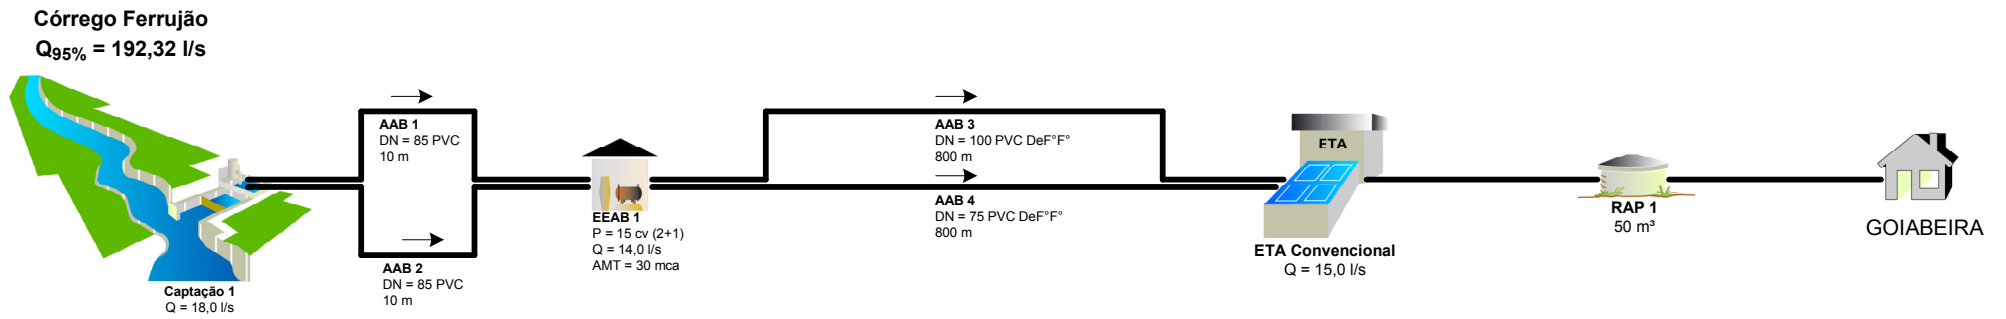 Córrego Ferrujão
Q95% = 192,32 l/s
AAB 1
DN = 85 PVC
10 m
AAB 2
DN = 85 PVC
10 m
Captação 1
Q = 18,0 l/s
EEAB 1
P = 15 cv (2+1)
Q = 14,0 l/s
AMT = 30 mca
AAB 3
DN = 100 PVC DeF°F°
800 m
AAB 4
DN = 75 PVC DeF°F°
800 m
ETA
ETA Convencional
Q = 15,0 l/s
RAP 1
50 m³
GOIABEIRA